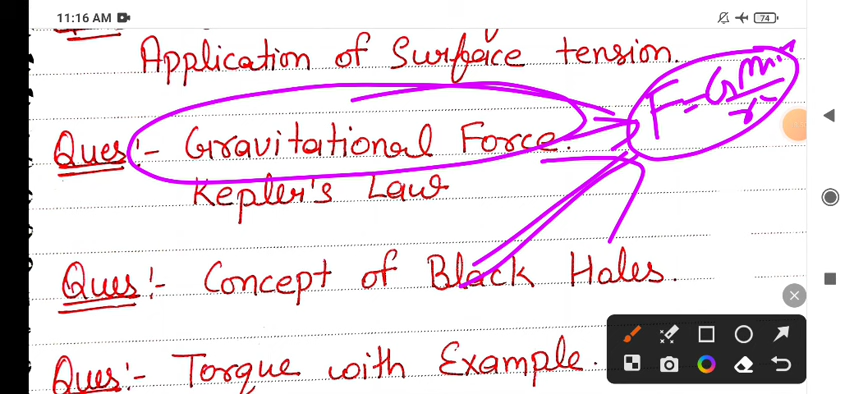 11:16 AM
74
Application of Surface tension.
Ques:- Gravitational Force.
Kepler's Law
Ques!- Concept of Black Holes.
Ques:- Torque with Example.